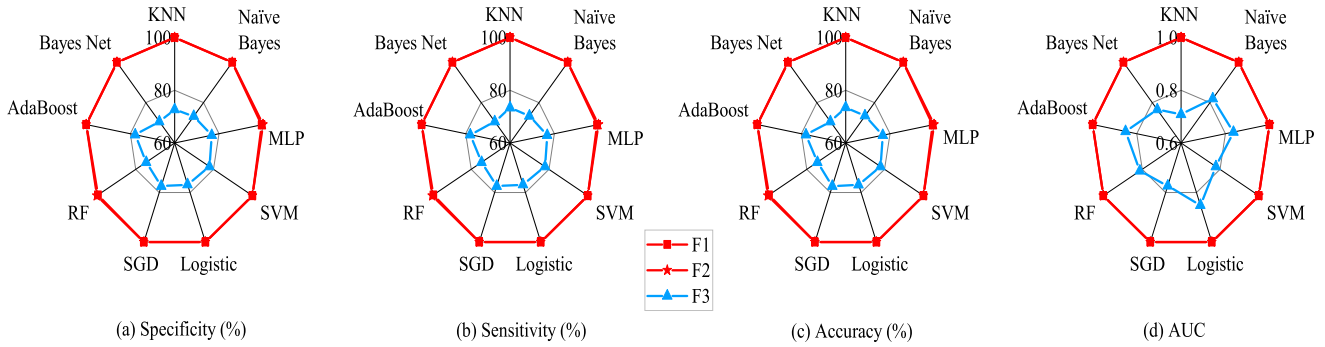 KNN
Naïve
Bayes
MLP
SVM
Logistic
SGD
RF
AdaBoost
Bayes Net
100
80
60
(a) Specificity (%)
KNN
Naïve
Bayes
MLP
SVM
Logistic
SGD
RF
AdaBoost
Bayes Net
100
80
60
(b) Sensitivity (%)
F1
F2
F3
KNN
Naïve
Bayes
MLP
SVM
Logistic
SGD
RF
AdaBoost
Bayes Net
100
80
60
(c) Accuracy (%)
KNN
Naïve
Bayes
MLP
SVM
Logistic
SGD
RF
AdaBoost
Bayes Net
1.0
0.8
0.6
(d) AUC